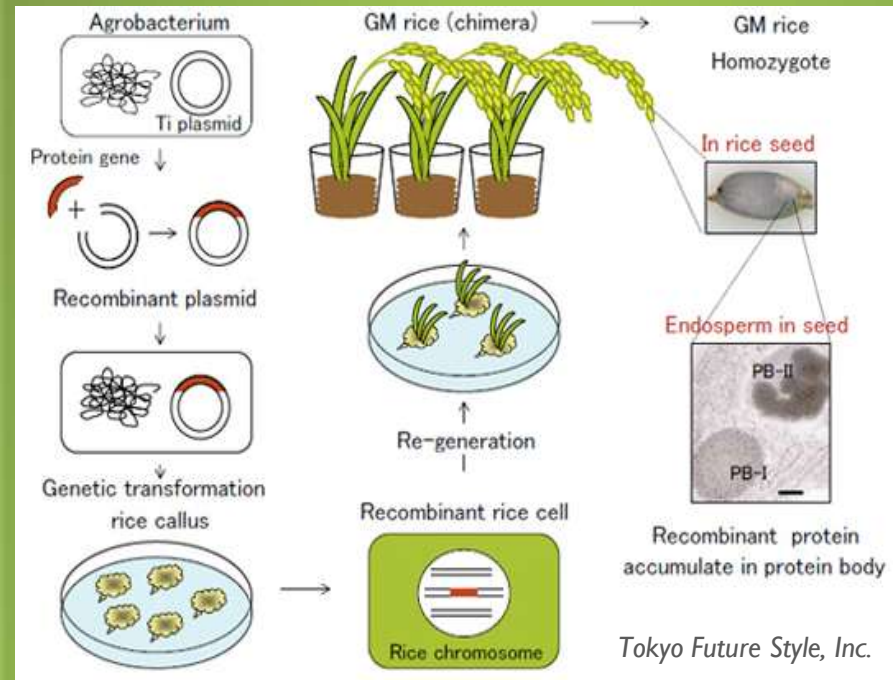 Agrobacterium
Ti plasmid
Protein gene
+
Recombinant plasmid
Genetic transformation
rice callus
Recombinant rice cell
Rice chromosome
Re-generation
GM rice (chimera)
GM rice
Homozygote
In rice seed
Endosperm in seed
PB-II
PB-I
Recombinant protein
accumulate in protein body
Tokyo Future Style, Inc.